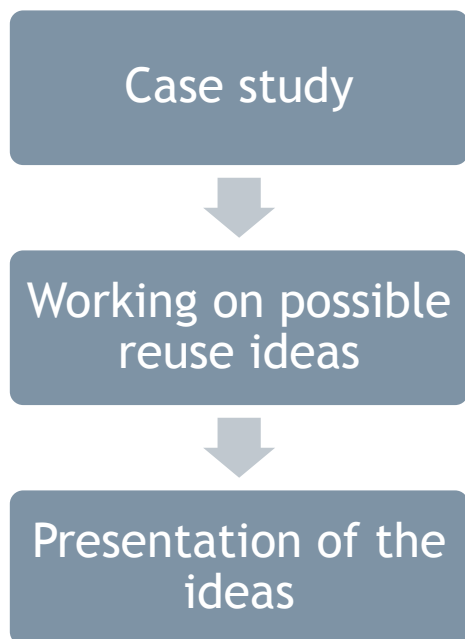 Case study
Working on possible
reuse ideas
Presentation of the
ideas